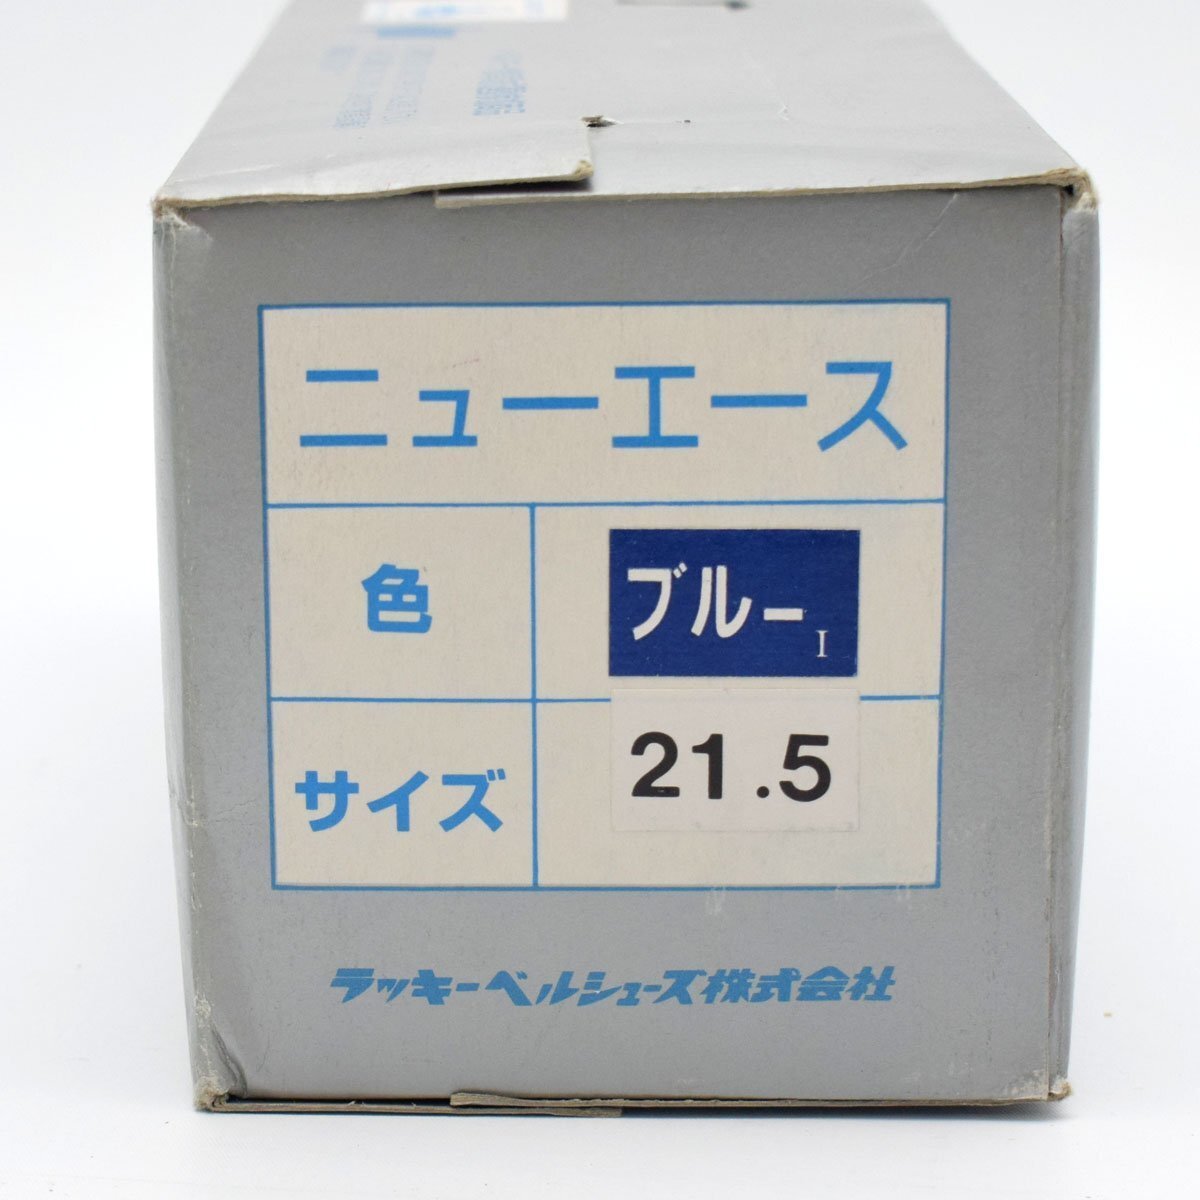 ニューエース
色 ブルー I
サイズ 21.5
ラッキーベルシューズ株式会社